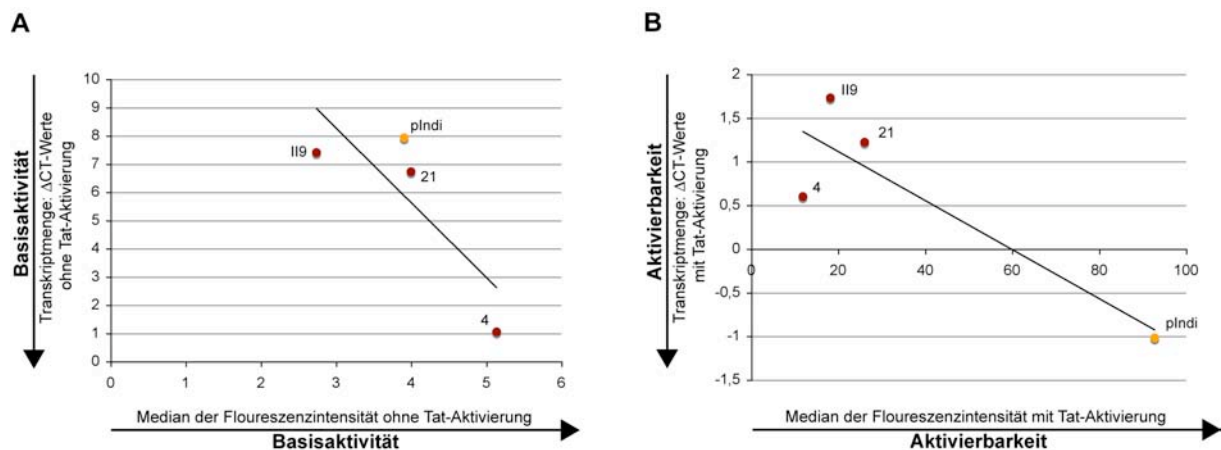 A
Basisaktivität
Transkriptmenge: ΔCT-Werte
ohne Tat-Aktivierung
10
9
8
7
6
5
4
3
2
1
0
II9
pIndi
21
4
0 1 2 3 4 5 6
Median der Floureszenzintensität ohne Tat-Aktivierung
Basisaktivität
B
Aktivierbarkeit
Transkriptmenge: ΔCT-Werte
mit Tat-Aktivierung
2
1,5
1
0,5
0
-0,5
-1
-1,5
II9
21
4
pIndi
0 20 40 60 80 100
Median der Floureszenzintensität mit Tat-Aktivierung
Aktivierbarkeit